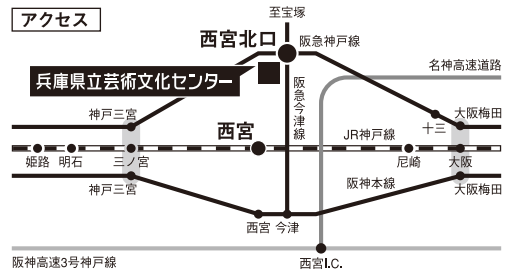 アクセス
至宝塚
西宮北口
阪急神戸線
兵庫県立芸術文化センター
名神高速道路
阪急今津線
神戸三宮
十三
大阪梅田
西宮
JR神戸線
姫路
明石
三ノ宮
尼崎
大阪
神戸三宮
阪神本線
大阪梅田
西宮
今津
阪神高速3号神戸線
西宮I.C.